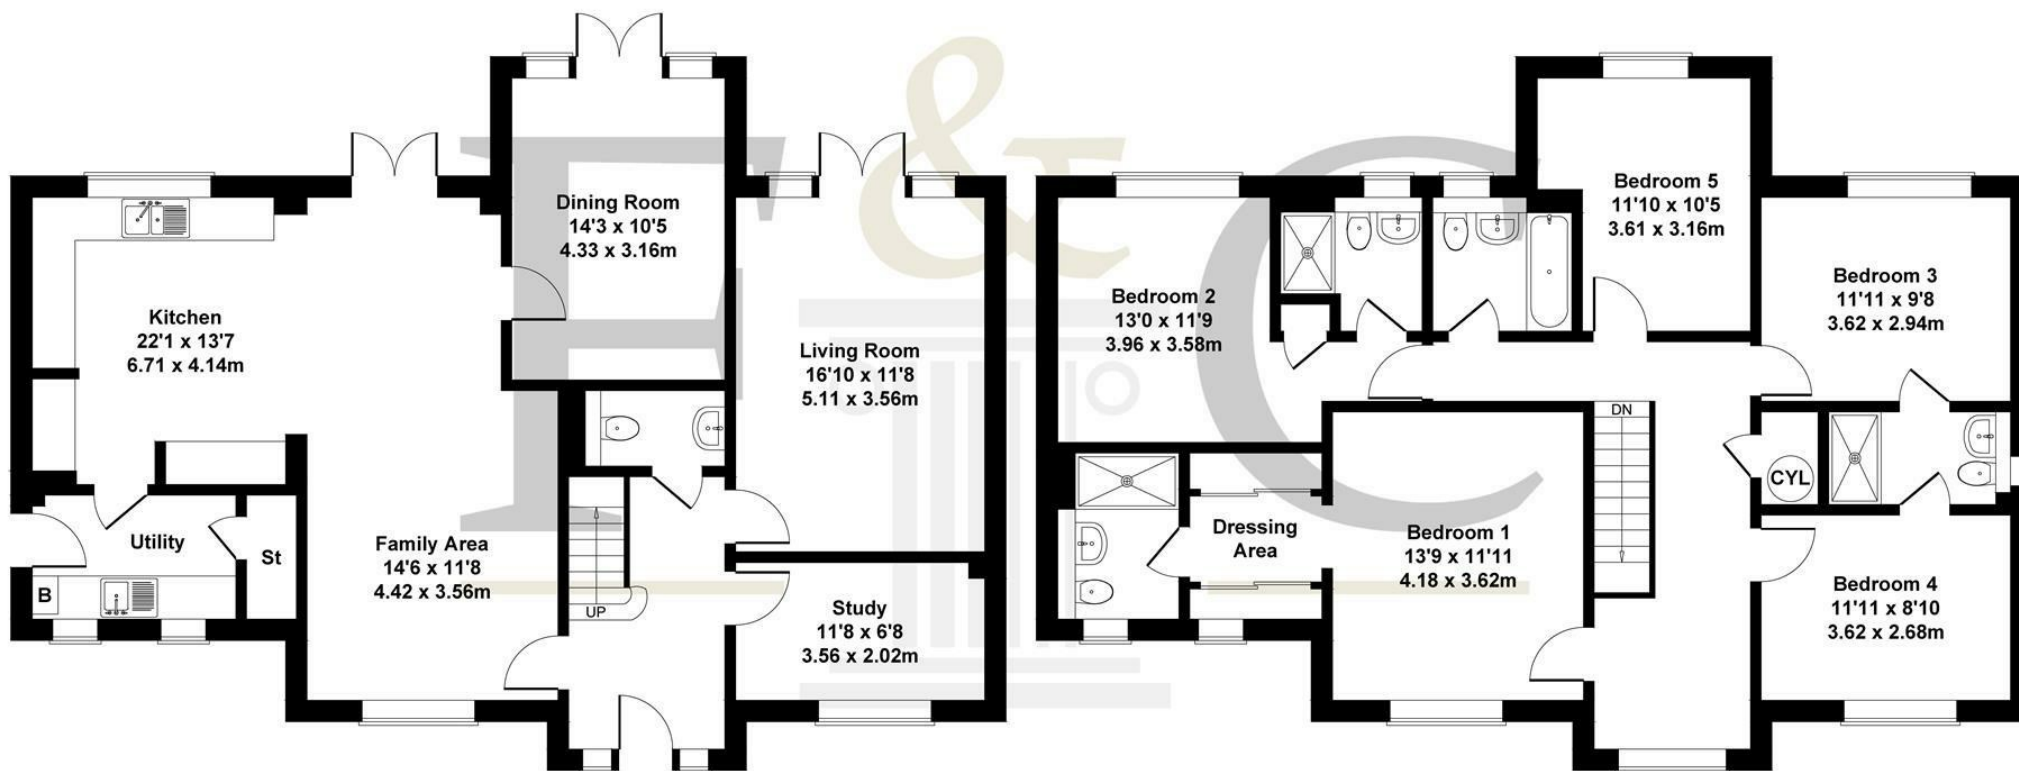 Kitchen
22'1 x 13'7
6.71 x 4.14m
Dining Room
14'3 x 10'5
4.33 x 3.16m
Living Room
16'10 x 11'8
5.11 x 3.56m
Utility
St
B
Family Area
14'6 x 11'8
4.42 x 3.56m
UP
Study
11'8 x 6'8
3.56 x 2.02m
Bedroom 5
11'10 x 10'5
3.61 x 3.16m
Bedroom 2
13'0 x 11'9
3.96 x 3.58m
Bedroom 3
11'11 x 9'8
3.62 x 2.94m
DN
CYL
Dressing
Area
Bedroom 1
13'9 x 11'11
4.18 x 3.62m
Bedroom 4
11'11 x 8'10
3.62 x 2.68m
F & C